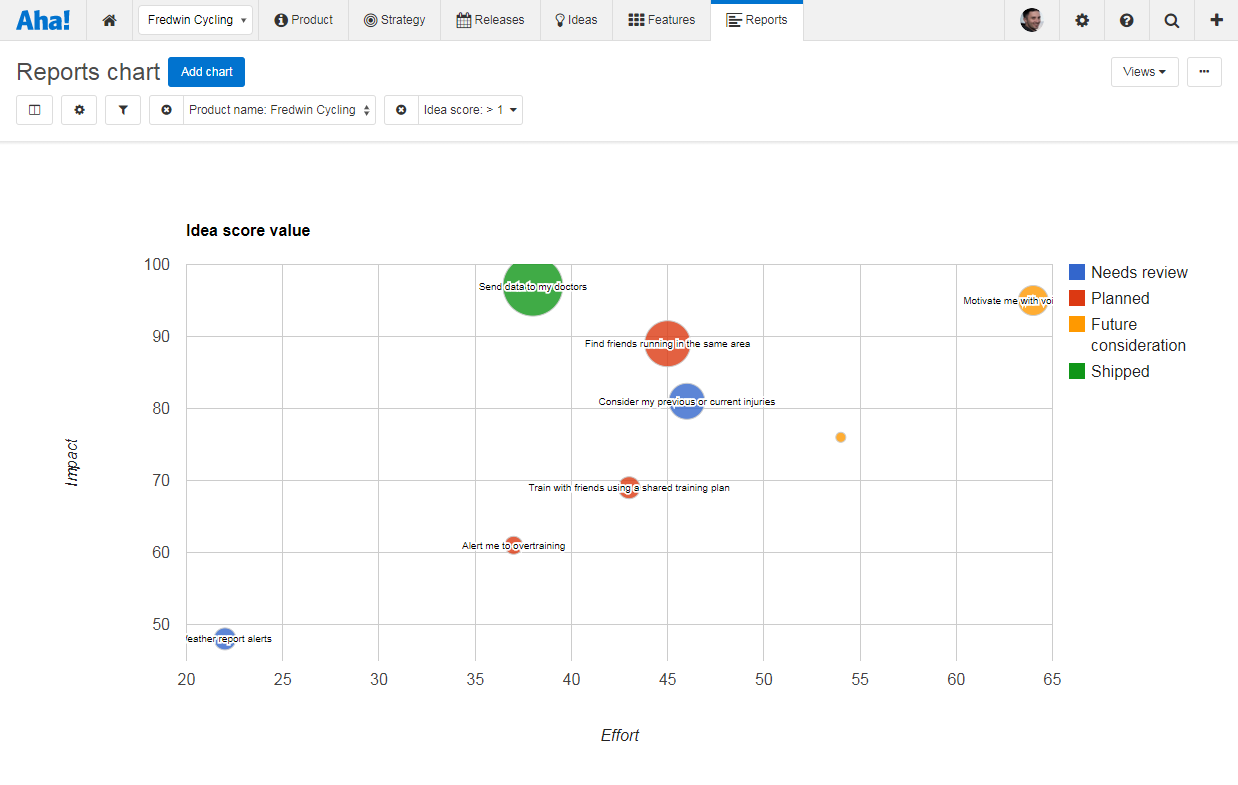 Aha! Fredwin Cycling Product Strategy Releases Ideas Features Reports
Reports chart Add chart Views
Product name: Fredwin Cycling Idea score: > 1
Idea score value
100
90
80
70
60
50
Impact
Send data to my doctors
Motivate me with voi
Find friends running in the same area
Consider my previous or current injuries
Train with friends using a shared training plan
Alert me to overtraining
eather report alerts
20 25 30 35 40 45 50 55 60 65
Effort
Needs review
Planned
Future
consideration
Shipped